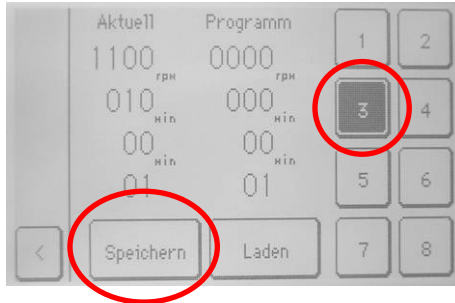 Aktuell Programm 1 2
1100 rpm 0000 rpm
010 min 000 min 3 4
00 min 00 min
01 01 5 6
< Speichern Laden 7 8